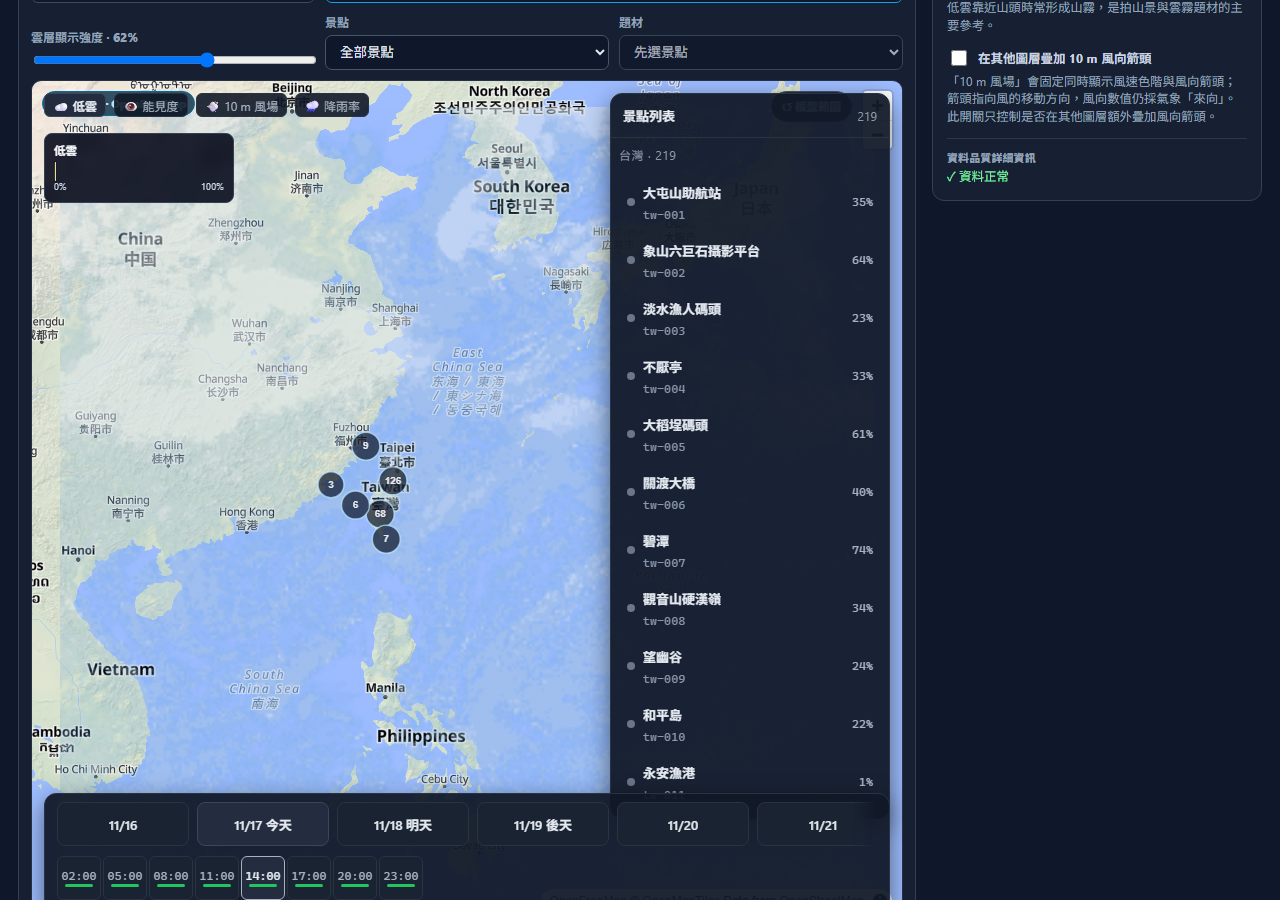 景點
題材
雲層顯示強度 · 62%
全部景點
先選景點
低雲
能見度
10 m 風場
降雨率
低雲
0%
100%
Beijing
North Korea
조선민주주의인민공화국
Yinchuan
Seoul
서울특별시
South Korea
대한민국
Jinan
济南市
Zhengzhou
郑州市
China
中国
Japan
日本
Nagasaki
長崎市
Nanjing
南京市
Shanghai
上海市
engdu
成都市
Wuhan
武汉市
East
China Sea
东海 / 東海
/ 東シナ海
/ 동중국해
Nanchang
南昌市
Changsha
长沙市
Guiyang
贵阳市
Fuzhou
福州市
Guilin
桂林市
Taipei
臺北市
9
126
3
6
68
7
Nanning
南宁市
Hong Kong
香港
Hanoi
Vietnam
South
China Sea
南海
Manila
Philippines
ambodia
Ho Chi Minh City
Cebu City
景點列表
219
台灣 · 219
大屯山助航站
tw-001
35%
象山六巨石攝影平台
tw-002
64%
淡水漁人碼頭
tw-003
23%
不厭亭
tw-004
33%
大稻埕碼頭
tw-005
61%
關渡大橋
tw-006
40%
碧潭
tw-007
74%
觀音山硬漢嶺
tw-008
34%
望幽谷
tw-009
24%
和平島
tw-010
22%
永安漁港
1%
11/16
11/17 今天
11/18 明天
11/19 後天
11/20
11/21
02:00
05:00
08:00
11:00
14:00
17:00
20:00
23:00
低雲靠近山頭時常形成山霧，是拍山景與雲霧題材的主
要參考。
在其他圖層疊加 10 m 風向箭頭
「10 m 風場」會固定同時顯示風速色階與風向箭頭；
箭頭指向風的移動方向，風向數值仍採氣象「來向」。
此開關只控制是否在其他圖層額外疊加風向箭頭。
資料品質詳細資訊
✓ 資料正常